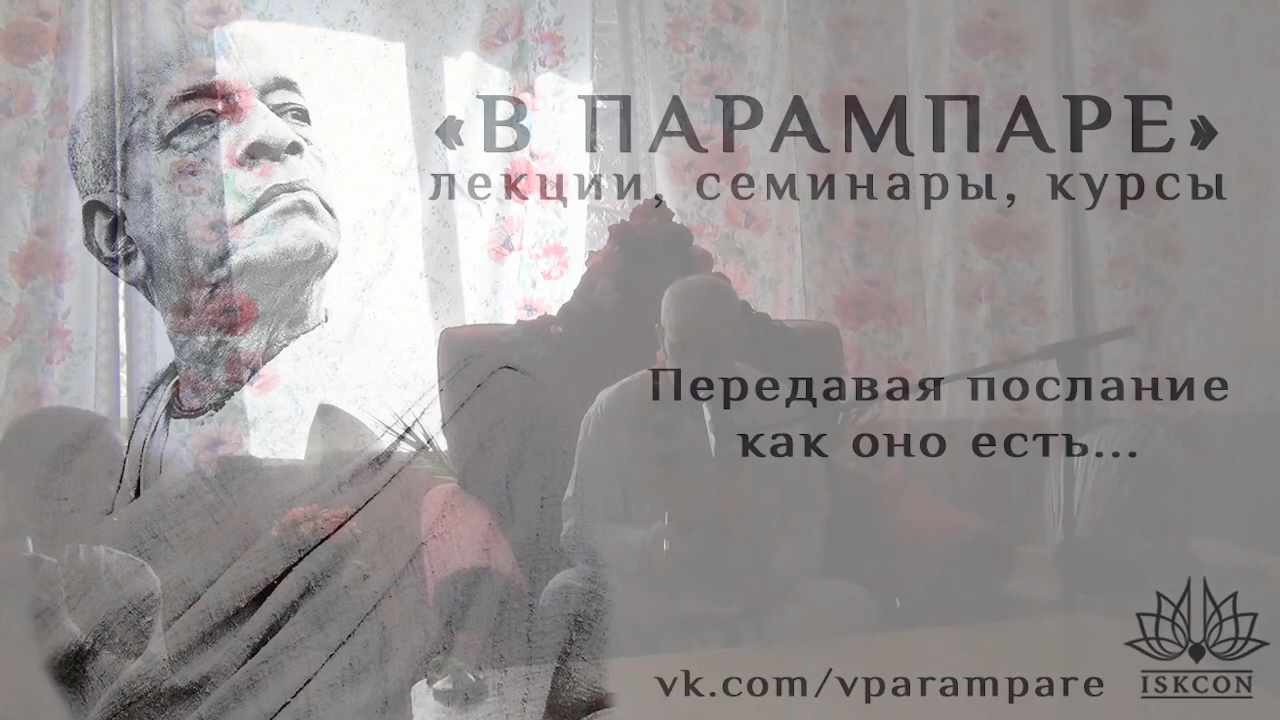 «В ПАРАМПАРЕ»
лекции, семинары, курсы
Передавая послание
как оно есть...
vk.com/vparampare
ISKCON